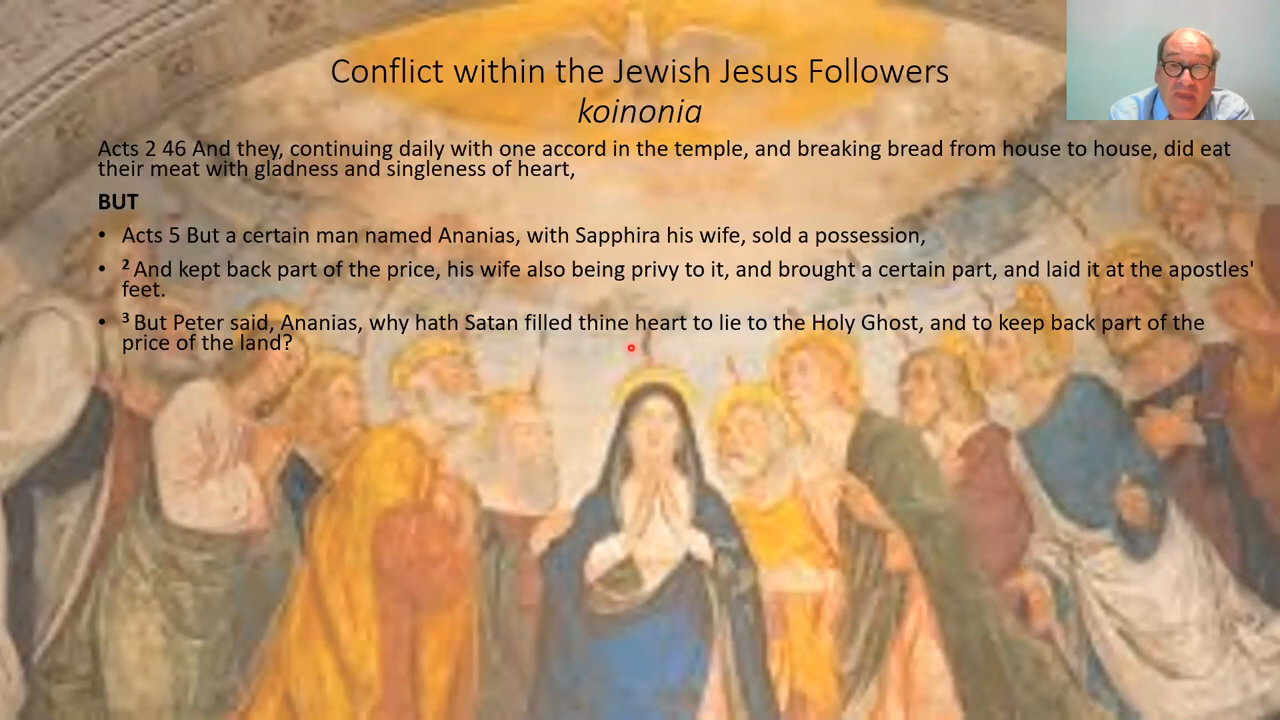 Conflict within the Jewish Jesus Followers
koinonia
Acts 2 46 And they, continuing daily with one accord in the temple, and breaking bread from house to house, did eat
their meat with gladness and singleness of heart,
BUT
• Acts 5 But a certain man named Ananias, with Sapphira his wife, sold a possession,
• ² And kept back part of the price, his wife also being privy to it, and brought a certain part, and laid it at the apostles'
feet.
• ³ But Peter said, Ananias, why hath Satan filled thine heart to lie to the Holy Ghost, and to keep back part of the
price of the land?